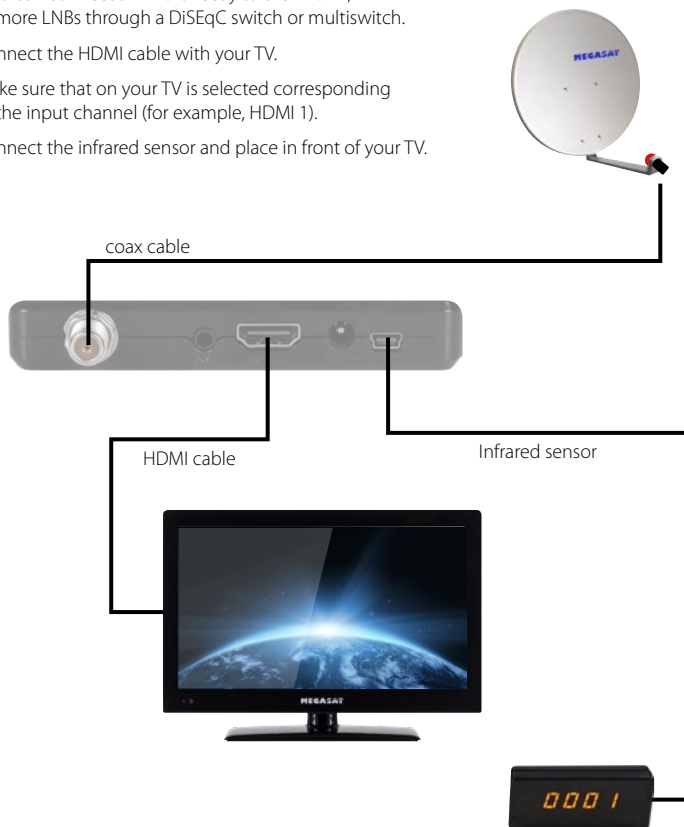 more LNBs through a DiSEqC switch or multiswitch.
nnect the HDMI cable with your TV.
ke sure that on your TV is selected corresponding
the input channel (for example, HDMI 1).
nnect the infrared sensor and place in front of your TV.
MEGASAT
coax cable
HDMI cable
Infrared sensor
MEGASAT
0001